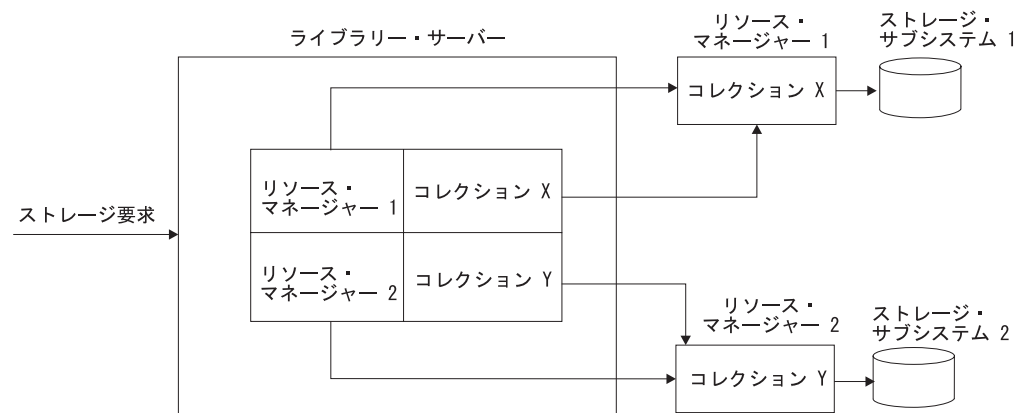 ライブラリー・サーバー
リソース・
マネージャー 1
ストレージ・
サブシステム 1
コレクション X
リソース・
マネージャー 1
コレクション X
ストレージ要求
リソース・
マネージャー 2
コレクション Y
リソース・
マネージャー 2
ストレージ・
サブシステム 2
コレクション Y